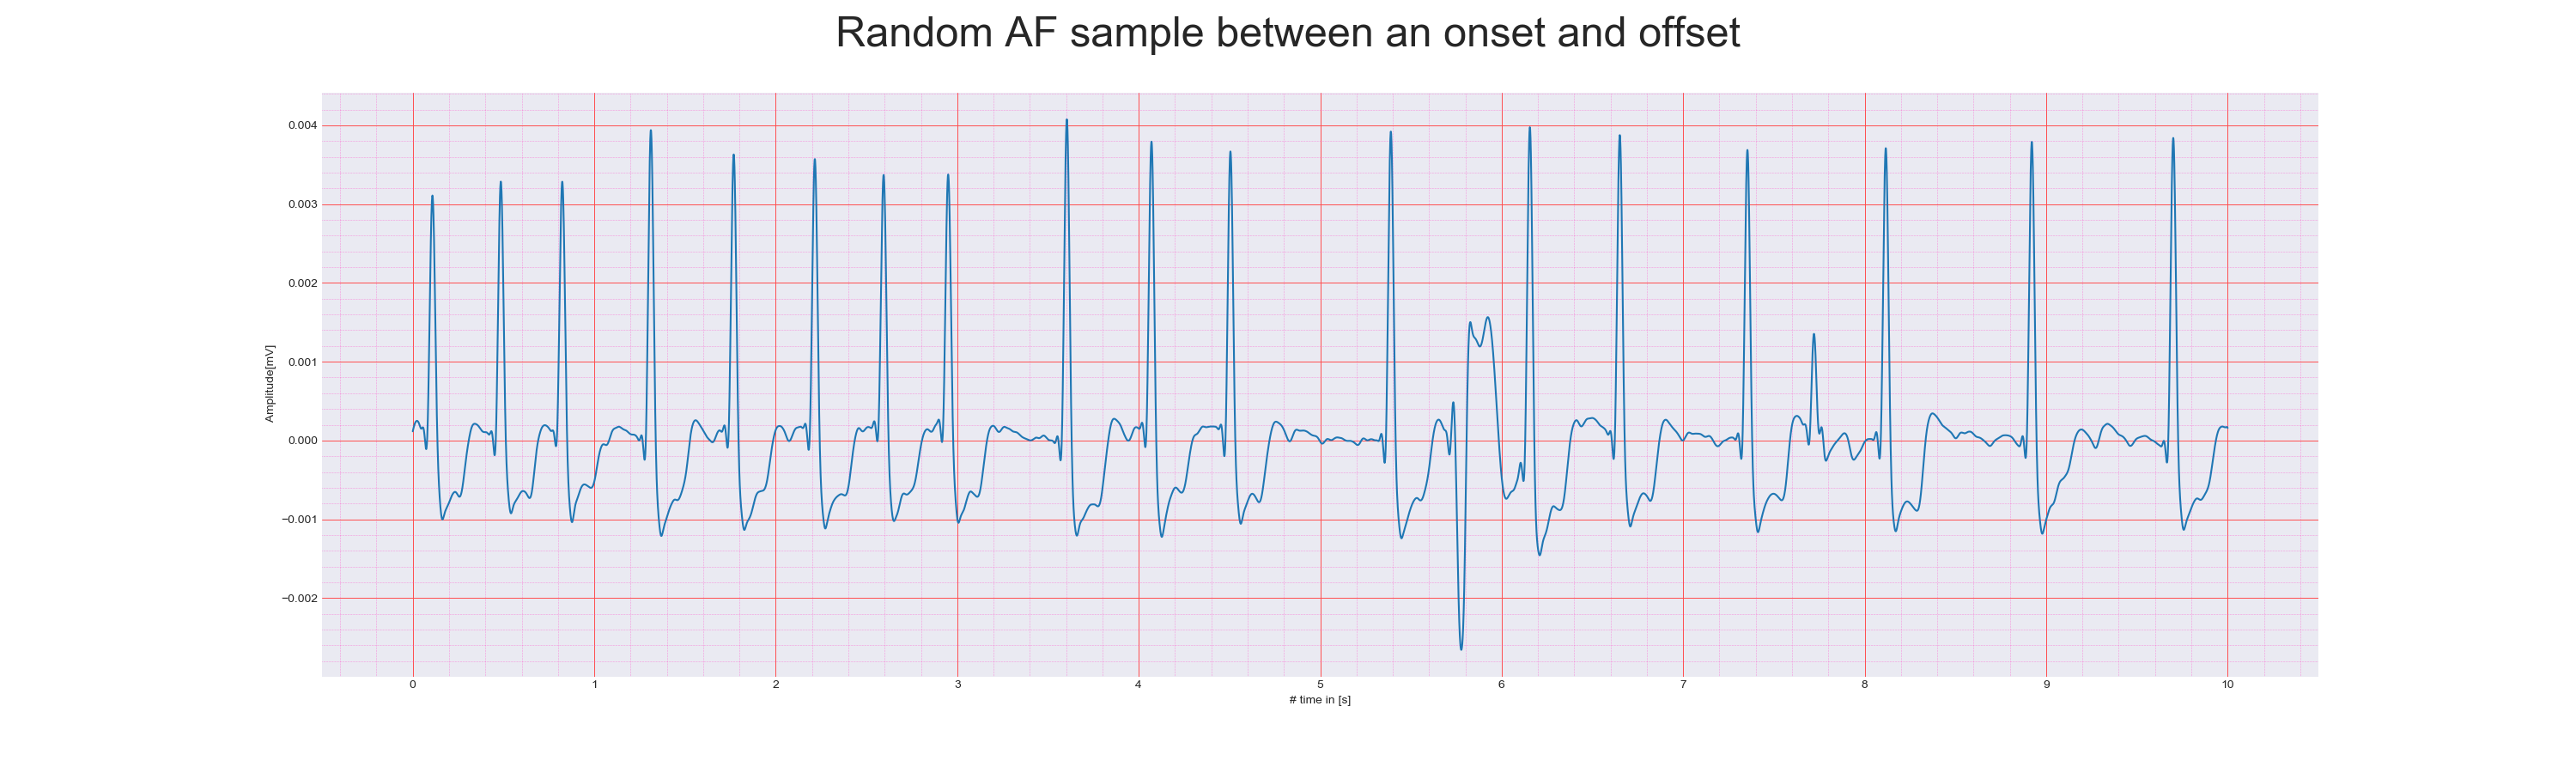 Random AF sample between an onset and offset
0.004
0.003
0.002
0.001
0.000
−0.001
−0.002
Amplitude[mV]
0 1 2 3 4 5 6 7 8 9 10
# time in [s]